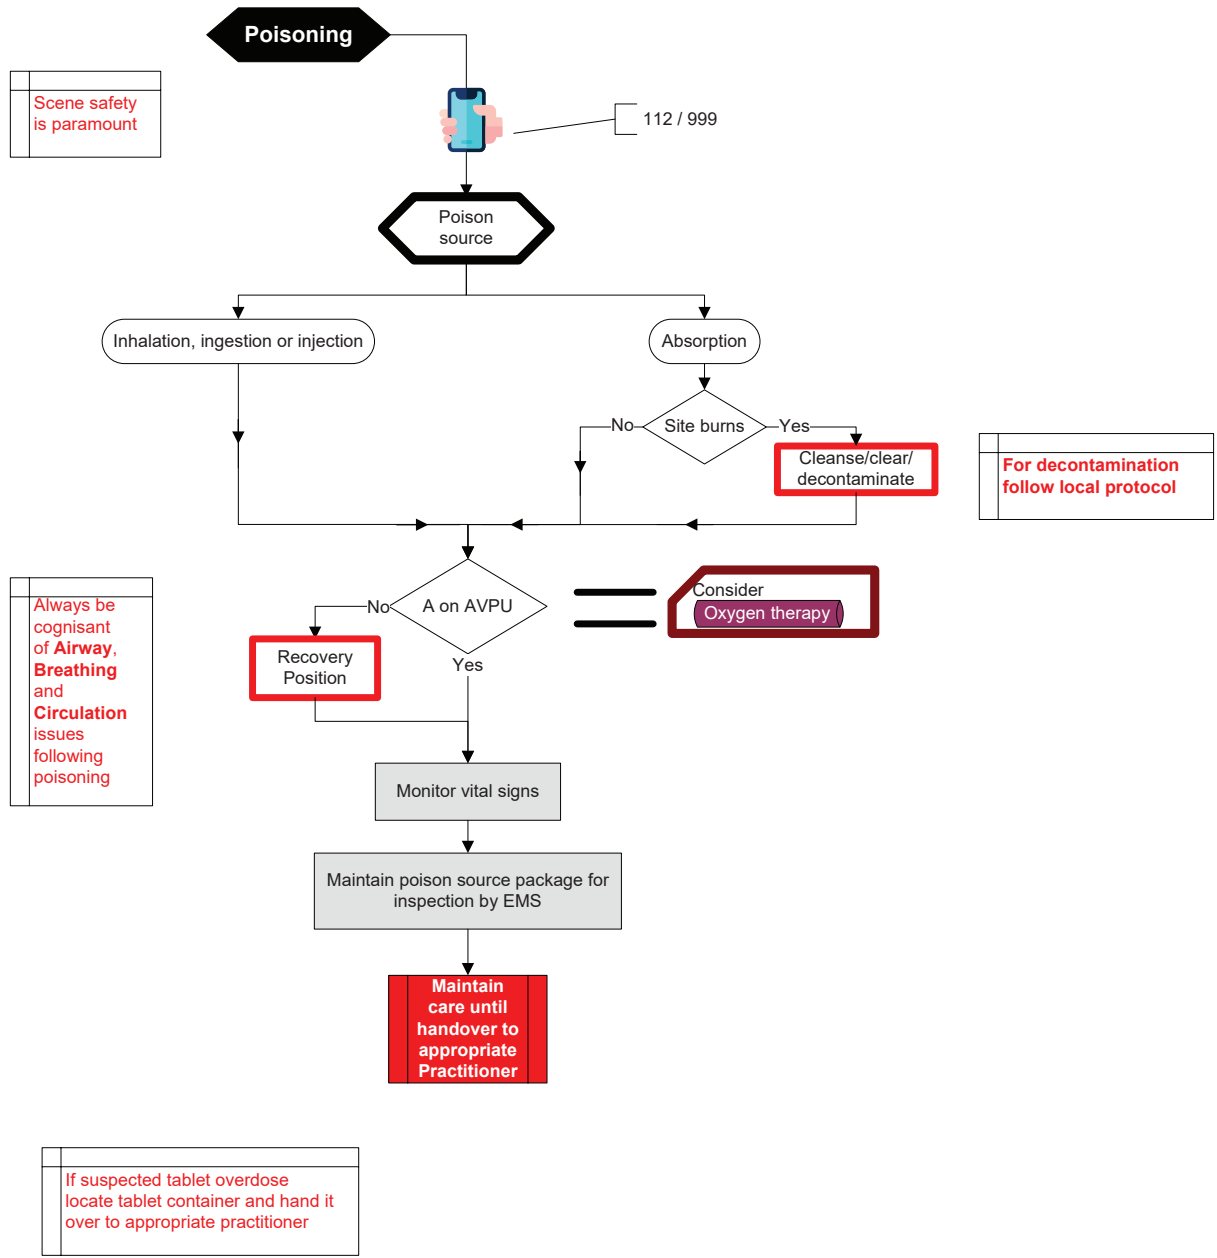 Poisoning
Scene safety
is paramount
112 / 999
Poison
source
Inhalation, ingestion or injection
Absorption
No
Site burns
Yes
Cleanse/clear/
decontaminate
For decontamination
follow local protocol
Always be
cognisant
of Airway,
Breathing
and
Circulation
issues
following
poisoning
No
A on AVPU
Consider
Oxygen therapy
Recovery
Position
Yes
Monitor vital signs
Maintain poison source package for
inspection by EMS
Maintain
care until
handover to
appropriate
Practitioner
If suspected tablet overdose
locate tablet container and hand it
over to appropriate practitioner